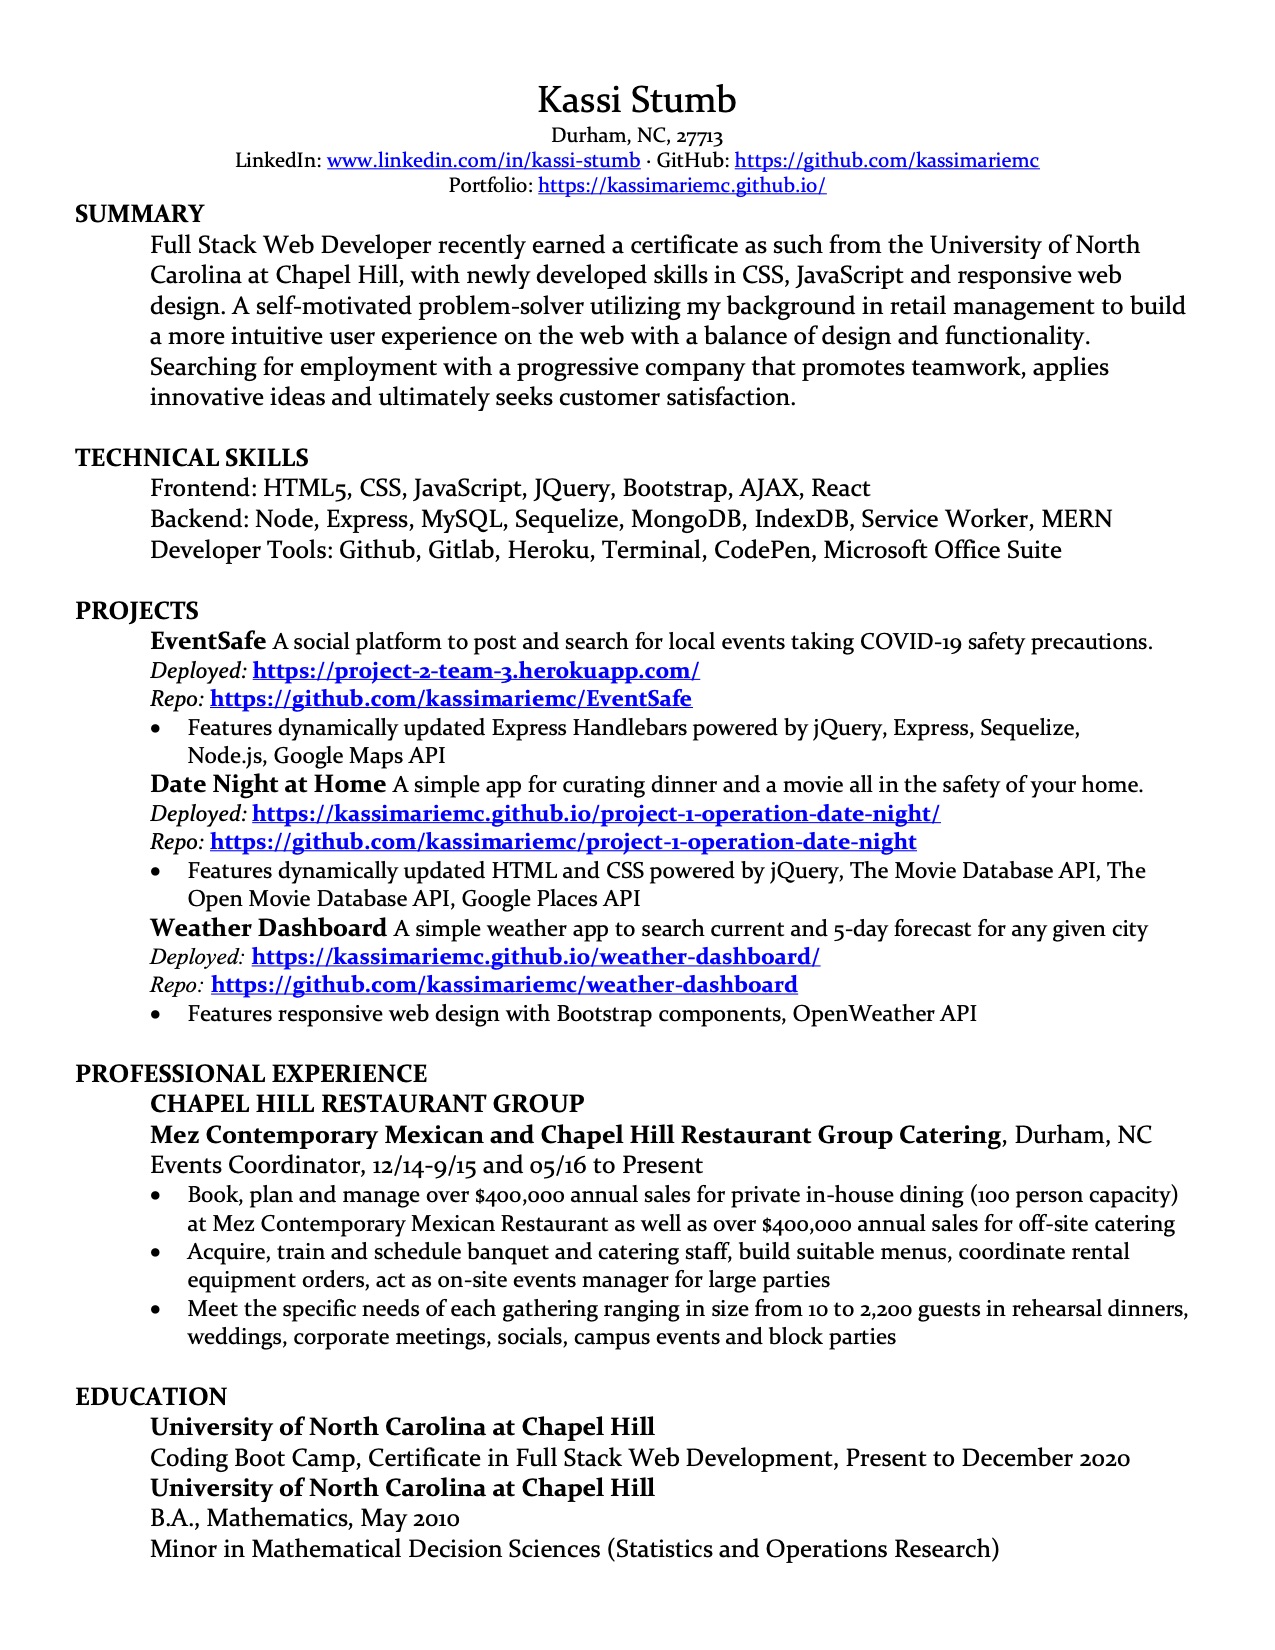 Kassi Stumb
Durham, NC, 27713
LinkedIn: www.linkedin.com/in/kassi-stumb · GitHub: https://github.com/kassimariemc
Portfolio: https://kassimariemc.github.io/
SUMMARY
Full Stack Web Developer recently earned a certificate as such from the University of North
Carolina at Chapel Hill, with newly developed skills in CSS, JavaScript and responsive web
design. A self-motivated problem-solver utilizing my background in retail management to build
a more intuitive user experience on the web with a balance of design and functionality.
Searching for employment with a progressive company that promotes teamwork, applies
innovative ideas and ultimately seeks customer satisfaction.
TECHNICAL SKILLS
Frontend: HTML5, CSS, JavaScript, JQuery, Bootstrap, AJAX, React
Backend: Node, Express, MySQL, Sequelize, MongoDB, IndexDB, Service Worker, MERN
Developer Tools: Github, Gitlab, Heroku, Terminal, CodePen, Microsoft Office Suite
PROJECTS
EventSafe A social platform to post and search for local events taking COVID-19 safety precautions.
Deployed: https://project-2-team-3.herokuapp.com/
Repo: https://github.com/kassimariemc/EventSafe
• Features dynamically updated Express Handlebars powered by jQuery, Express, Sequelize,
Node.js, Google Maps API
Date Night at Home A simple app for curating dinner and a movie all in the safety of your home.
Deployed: https://kassimariemc.github.io/project-1-operation-date-night/
Repo: https://github.com/kassimariemc/project-1-operation-date-night
• Features dynamically updated HTML and CSS powered by jQuery, The Movie Database API, The
Open Movie Database API, Google Places API
Weather Dashboard A simple weather app to search current and 5-day forecast for any given city
Deployed: https://kassimariemc.github.io/weather-dashboard/
Repo: https://github.com/kassimariemc/weather-dashboard
• Features responsive web design with Bootstrap components, OpenWeather API
PROFESSIONAL EXPERIENCE
CHAPEL HILL RESTAURANT GROUP
Mez Contemporary Mexican and Chapel Hill Restaurant Group Catering, Durham, NC
Events Coordinator, 12/14-9/15 and 05/16 to Present
• Book, plan and manage over $400,000 annual sales for private in-house dining (100 person capacity)
at Mez Contemporary Mexican Restaurant as well as over $400,000 annual sales for off-site catering
• Acquire, train and schedule banquet and catering staff, build suitable menus, coordinate rental
equipment orders, act as on-site events manager for large parties
• Meet the specific needs of each gathering ranging in size from 10 to 2,200 guests in rehearsal dinners,
weddings, corporate meetings, socials, campus events and block parties
EDUCATION
University of North Carolina at Chapel Hill
Coding Boot Camp, Certificate in Full Stack Web Development, Present to December 2020
University of North Carolina at Chapel Hill
B.A., Mathematics, May 2010
Minor in Mathematical Decision Sciences (Statistics and Operations Research)